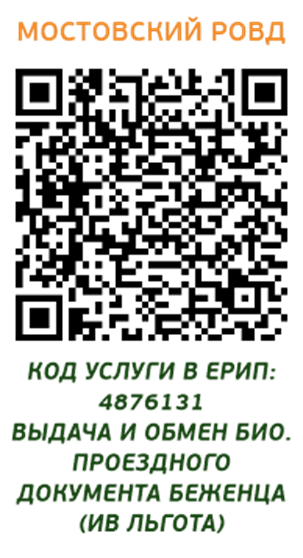 МОСТОВСКИЙ РОВД
КОД УСЛУГИ В ЕРИП:
4876131
ВЫДАЧА И ОБМЕН БИО.
ПРОЕЗДНОГО
ДОКУМЕНТА БЕЖЕНЦА
(ИВ ЛЬГОТА)